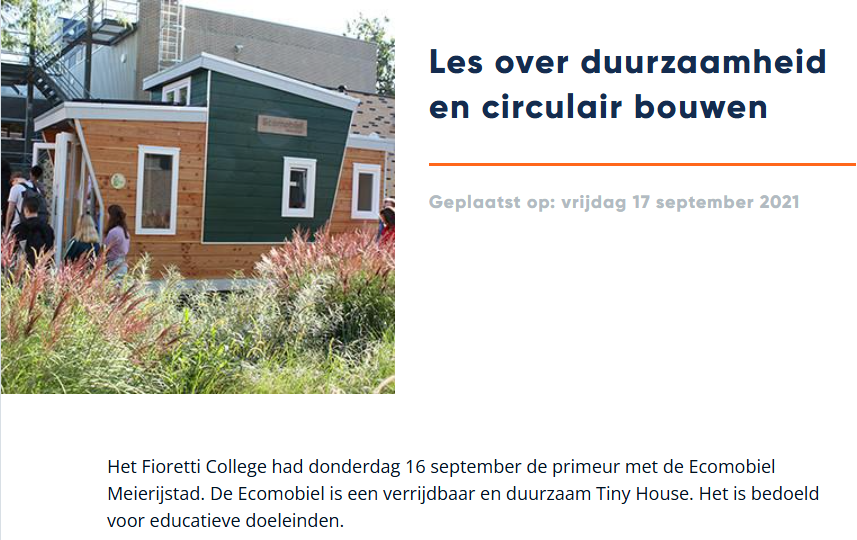 Ecomobiel
Les over duurzaamheid
en circulair bouwen
Geplaatst op: vrijdag 17 september 2021
Het Fioretti College had donderdag 16 september de primeur met de Ecomobiel
Meierijstad. De Ecomobiel is een verrijdbaar en duurzaam Tiny House. Het is bedoeld
voor educatieve doeleinden.